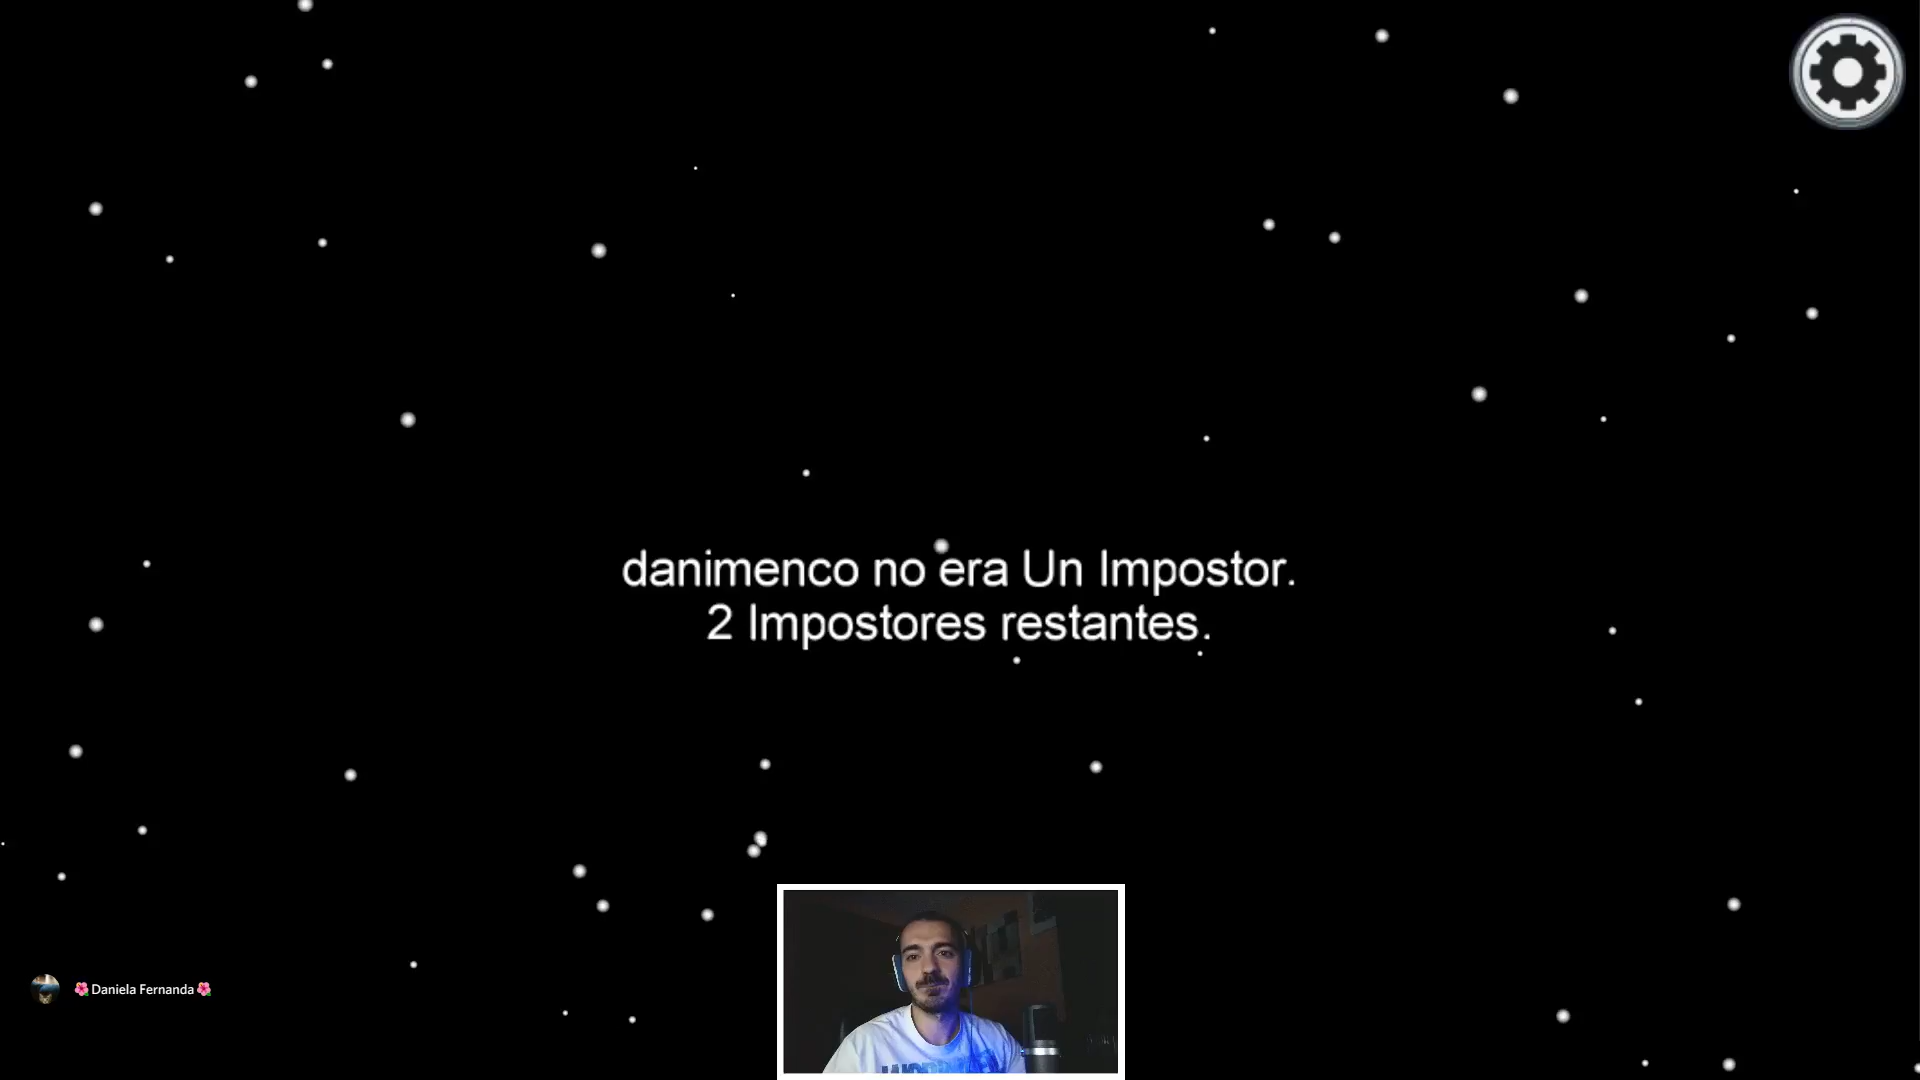 danimenco no era Un Impostor.
2 Impostores restantes.
🌺Daniela Fernanda🌺